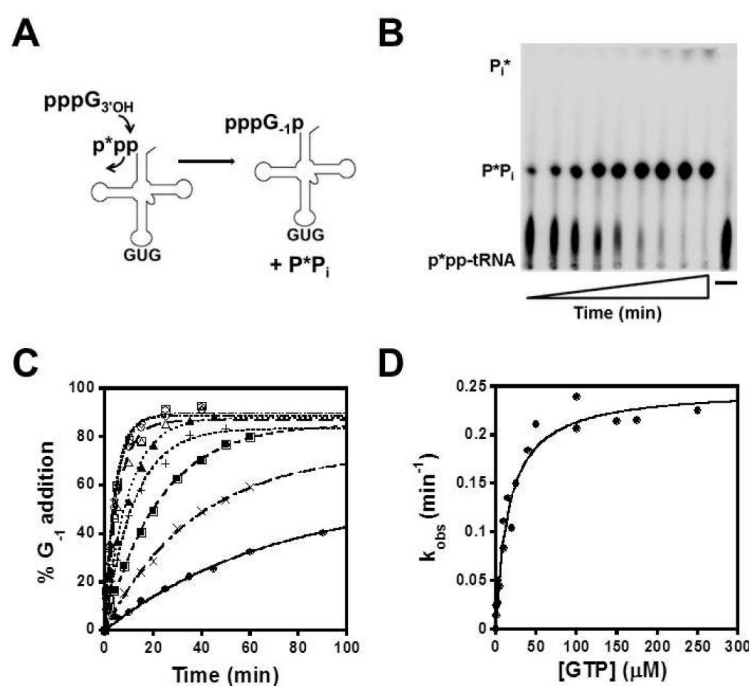 A
pppG3'OH
p*pp
GUG
pppG-1p
GUG
+ P*Pi
B
Pi*
P*Pi
p*pp-tRNA
Time (min)
C
% G-1 addition
100
80
60
40
20
0
0 20 40 60 80 100
Time (min)
D
kobs (min-1)
0.25
0.2
0.15
0.1
0.05
0
0 50 100 150 200 250 300
[GTP] (μM)